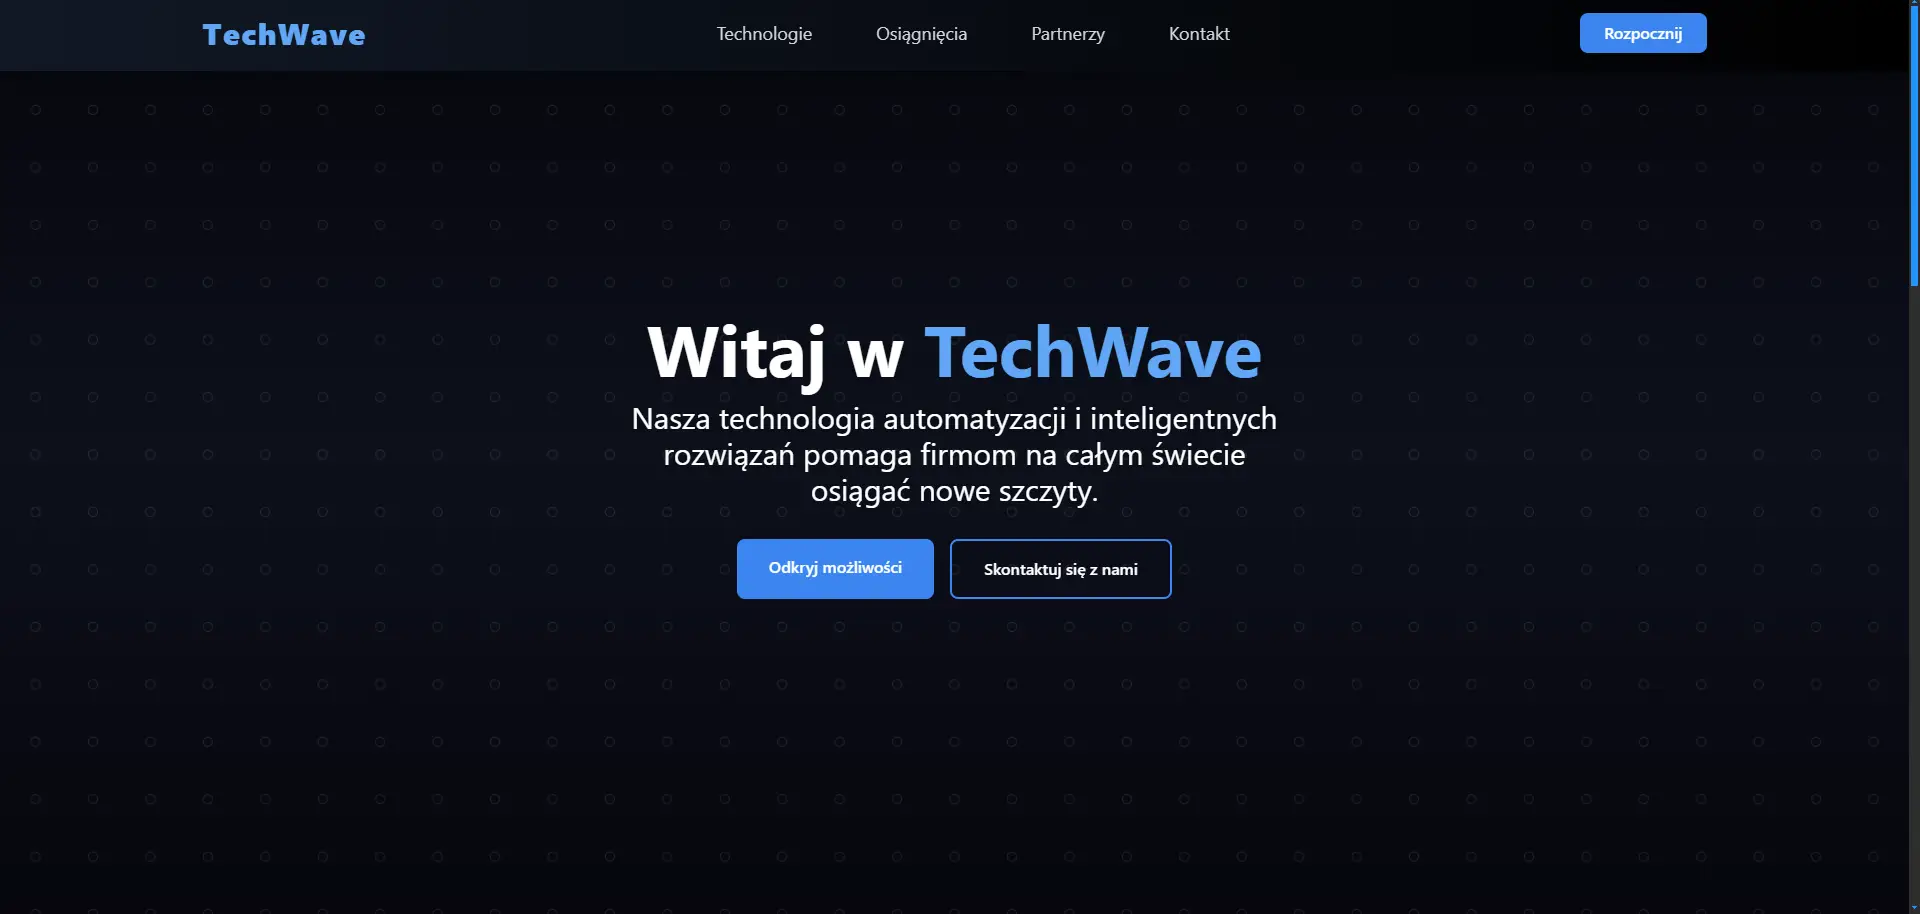 TechWave
Technologie
Osiągnięcia
Partnerzy
Kontakt
Rozpocznij
Witaj w TechWave
Nasza technologia automatyzacji i inteligentnych
rozwiązań pomaga firmom na całym świecie
osiągać nowe szczyty.
Odkryj możliwości
Skontaktuj się z nami